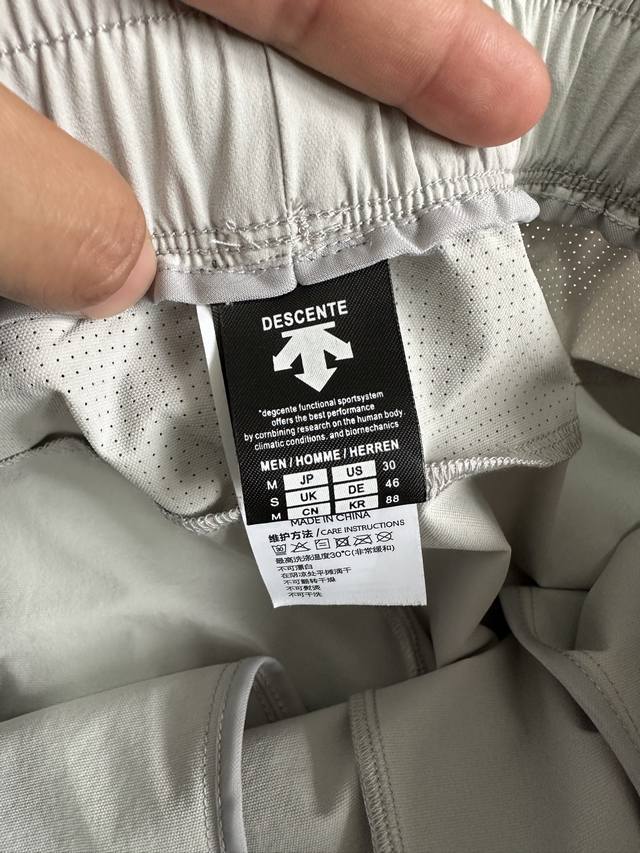 DESCENTE
"degcente functional sportsystem
offers the best performance
by cornbining research on the human body.
climatic conditions. and biornechanics
MEN / HOMME / HERREN
M JP US 30
S UK DE 46
M CN KR 88
MADE IN CHINA
维护方法 / CARE INSTRUCTIONS
最高洗涤温度30℃(非常缓和)
不可漂白
在阴凉处平摊滴干
不可翻转干燥
不可熨烫
不可干洗